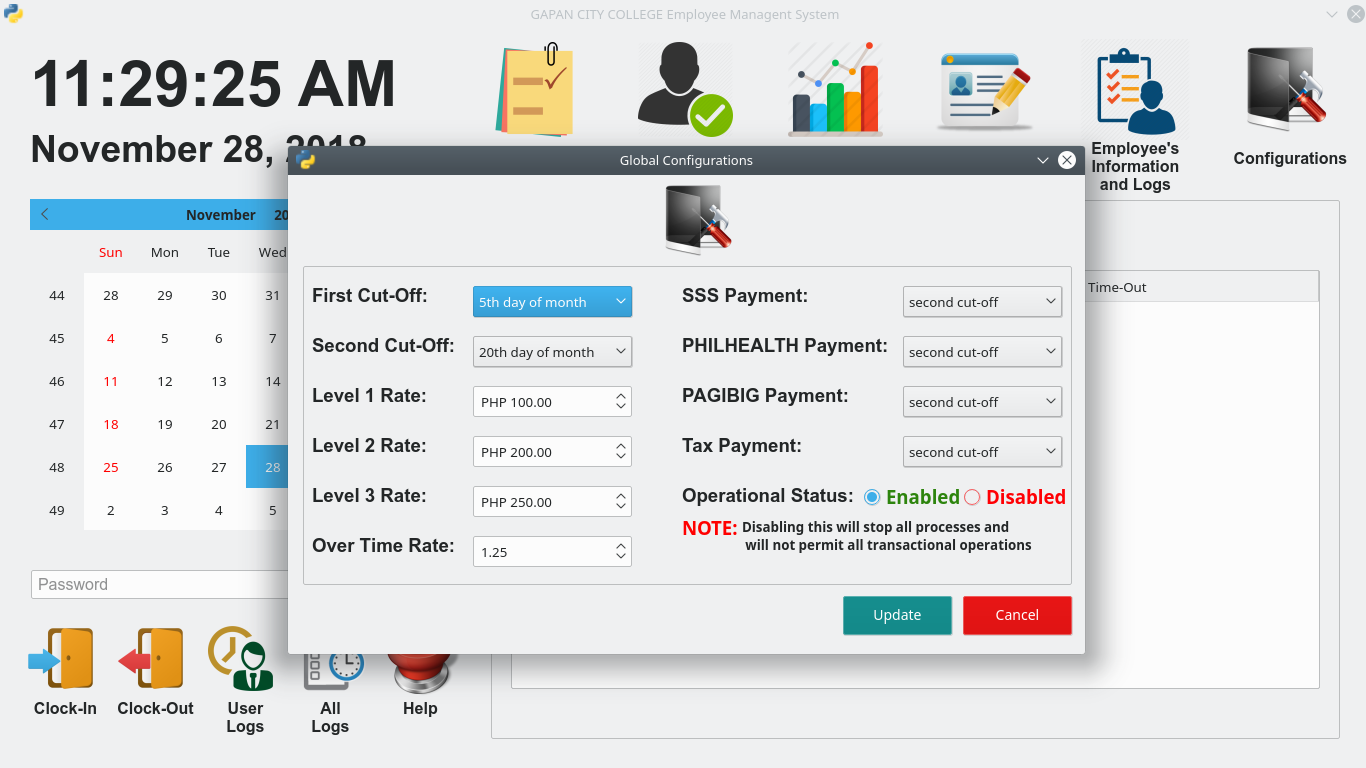 GAPAN CITY COLLEGE Employee Managent System
11:29:25 AM
November 28, 2018
Employee's
Information
and Logs
Configurations
Global Configurations
November 20
Sun Mon Tue Wed
44 28 29 30 31
45 4 5 6 7
46 11 12 13 14
47 18 19 20 21
48 25 26 27 28
49 2 3 4 5
Time-Out
First Cut-Off: 5th day of month
Second Cut-Off: 20th day of month
Level 1 Rate: PHP 100.00
Level 2 Rate: PHP 200.00
Level 3 Rate: PHP 250.00
Over Time Rate: 1.25
SSS Payment: second cut-off
PHILHEALTH Payment: second cut-off
PAGIBIG Payment: second cut-off
Tax Payment: second cut-off
Operational Status: Enabled Disabled
NOTE: Disabling this will stop all processes and
will not permit all transactional operations
Update Cancel
Password
Clock-In
Clock-Out
User
Logs
All
Logs
Help